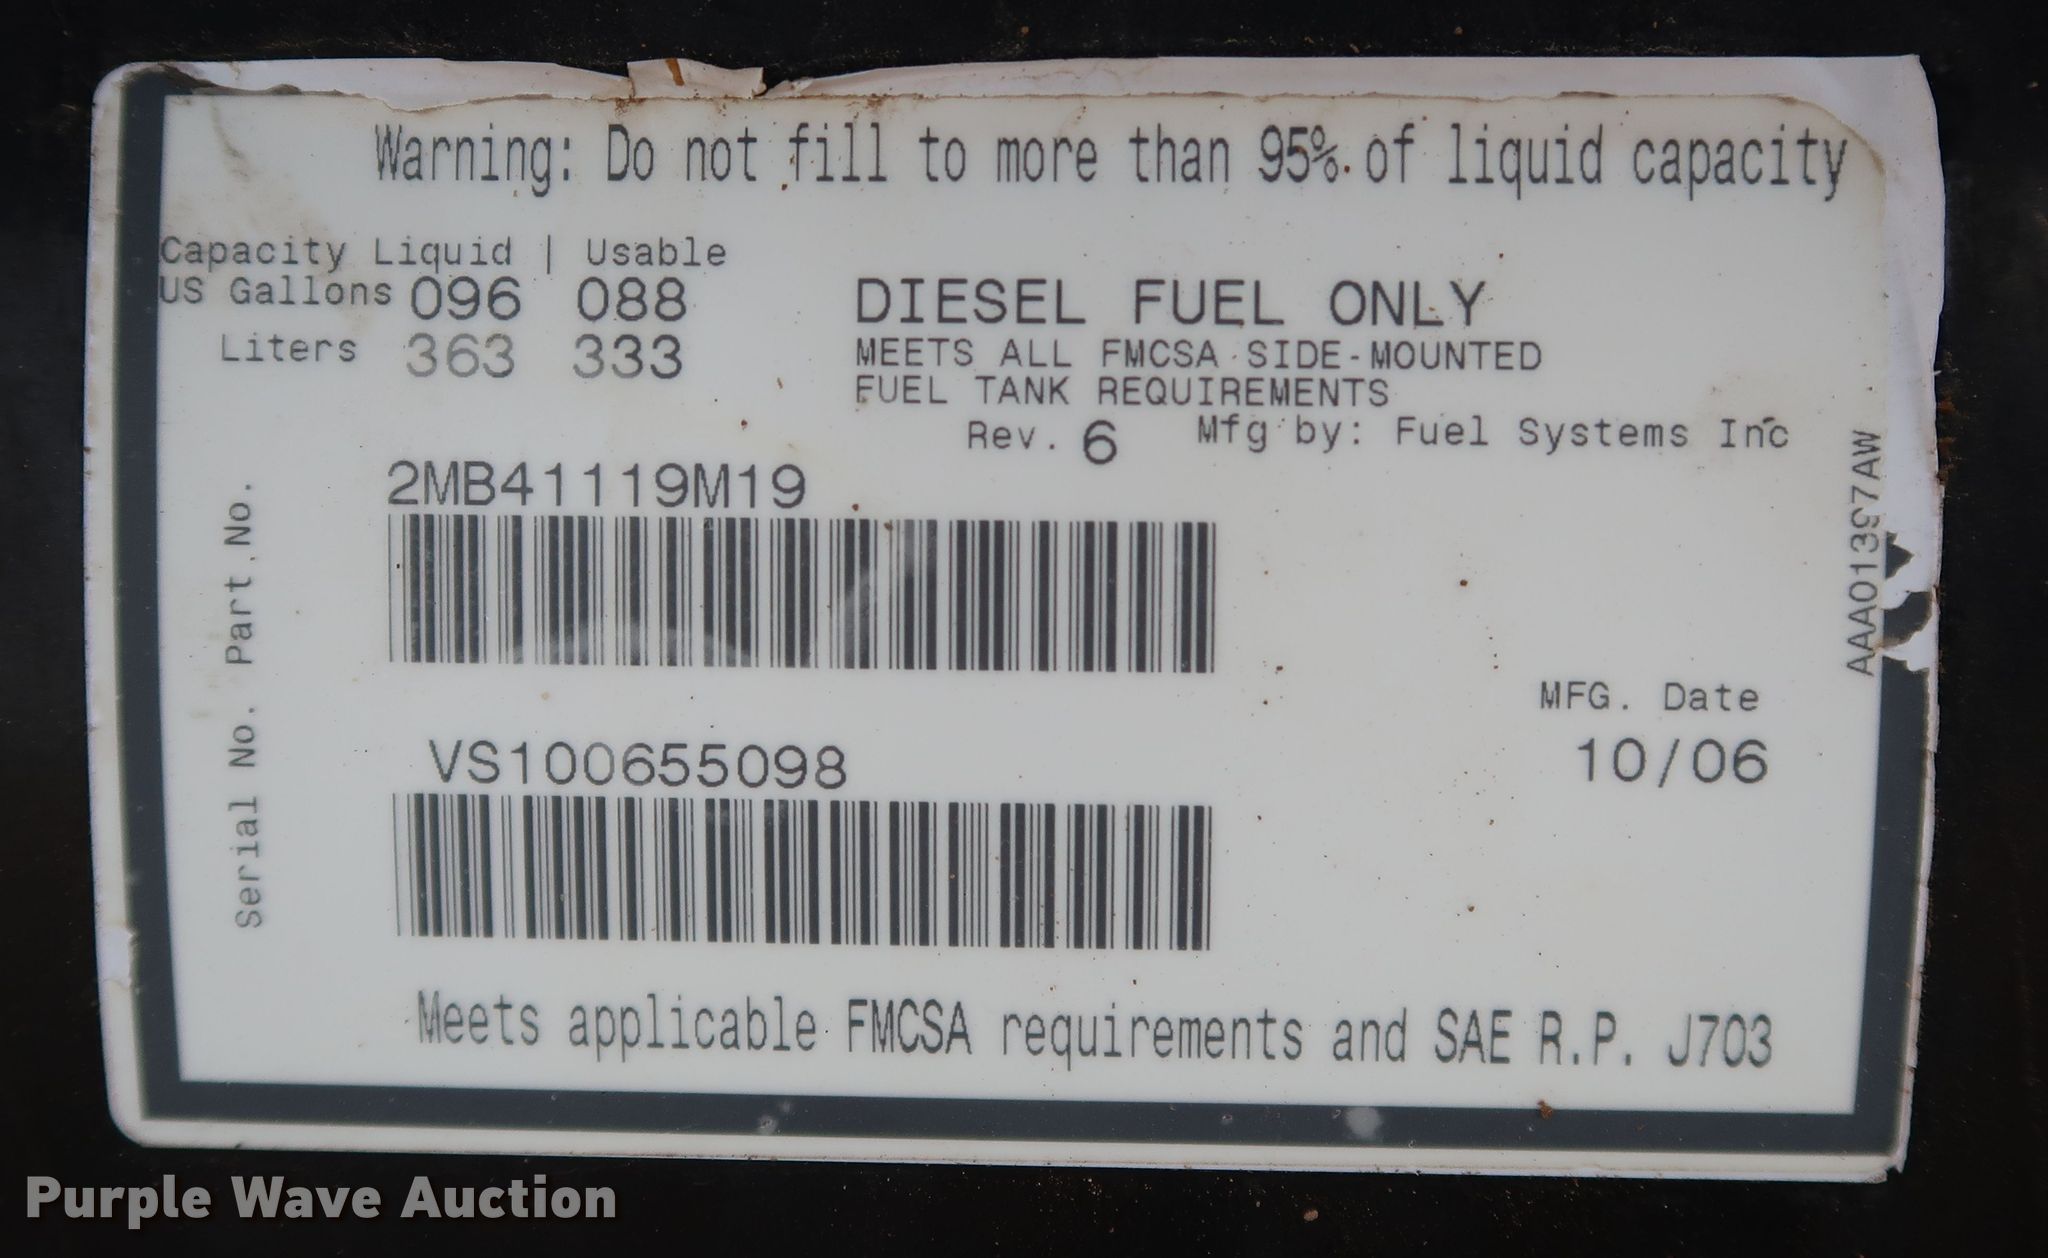 Warning: Do not fill to more than 95% of liquid capacity
Capacity Liquid | Usable
US Gallons 096 088
Liters 363 333
DIESEL FUEL ONLY
MEETS ALL FMCSA SIDE-MOUNTED
FUEL TANK REQUIREMENTS
Rev. 6 Mfg by: Fuel Systems Inc
Part No.
2MB41119M19
AAA01397AW
Serial No.
VS100655098
MFG. Date
10/06
Meets applicable FMCSA requirements and SAE R.P. J703
Purple Wave Auction